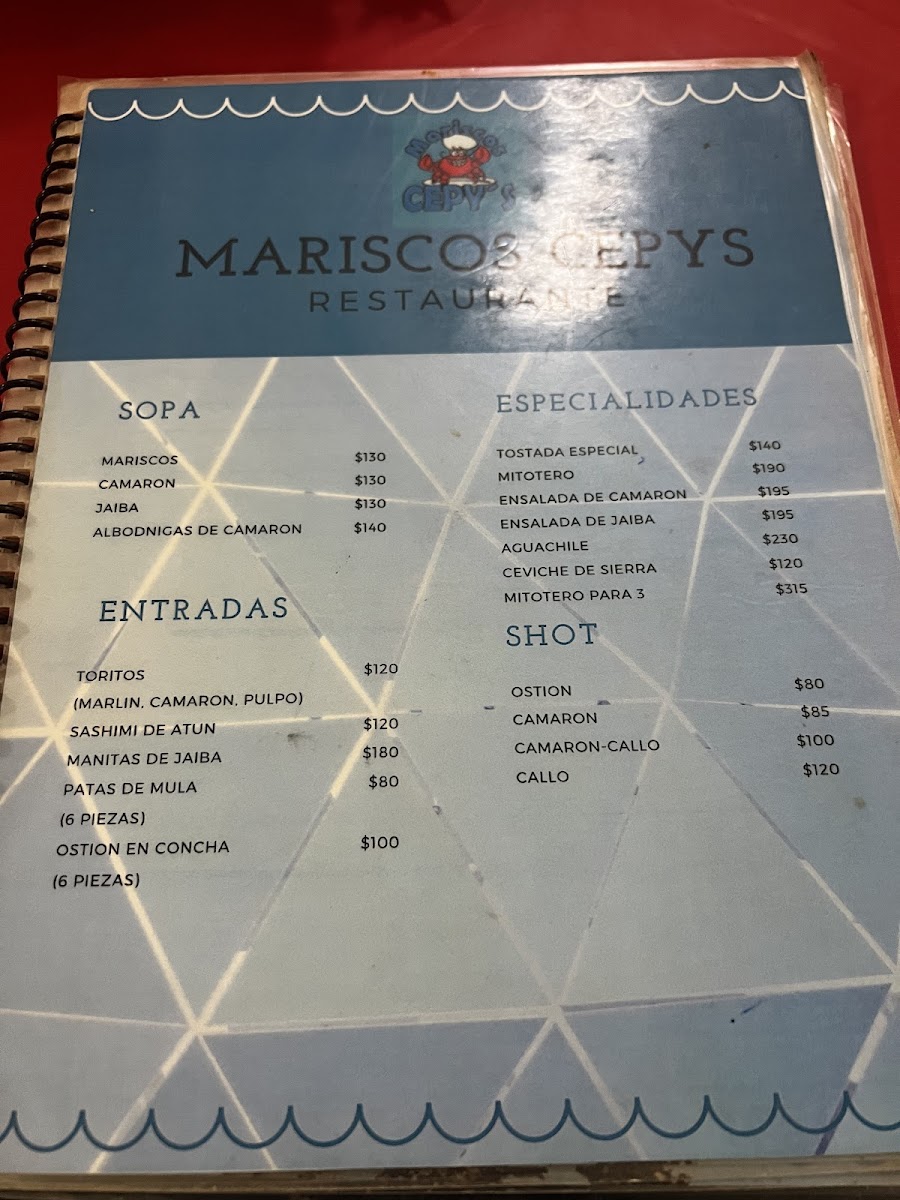 Mariscos
CEPY'S
MARISCOS CEPYS
RESTAURANTE
SOPA
MARISCOS $130
CAMARON $130
JAIBA $130
ALBODNIGAS DE CAMARON $140
ENTRADAS
TORITOS $120
(MARLIN, CAMARON, PULPO)
SASHIMI DE ATUN $120
MANITAS DE JAIBA $180
PATAS DE MULA $80
(6 PIEZAS)
OSTION EN CONCHA $100
(6 PIEZAS)
ESPECIALIDADES
TOSTADA ESPECIAL $140
MITOTERO $190
ENSALADA DE CAMARON $195
ENSALADA DE JAIBA $195
AGUACHILE $230
CEVICHE DE SIERRA $120
MITOTERO PARA 3 $315
SHOT
OSTION $80
CAMARON $85
CAMARON-CALLO $100
CALLO $120